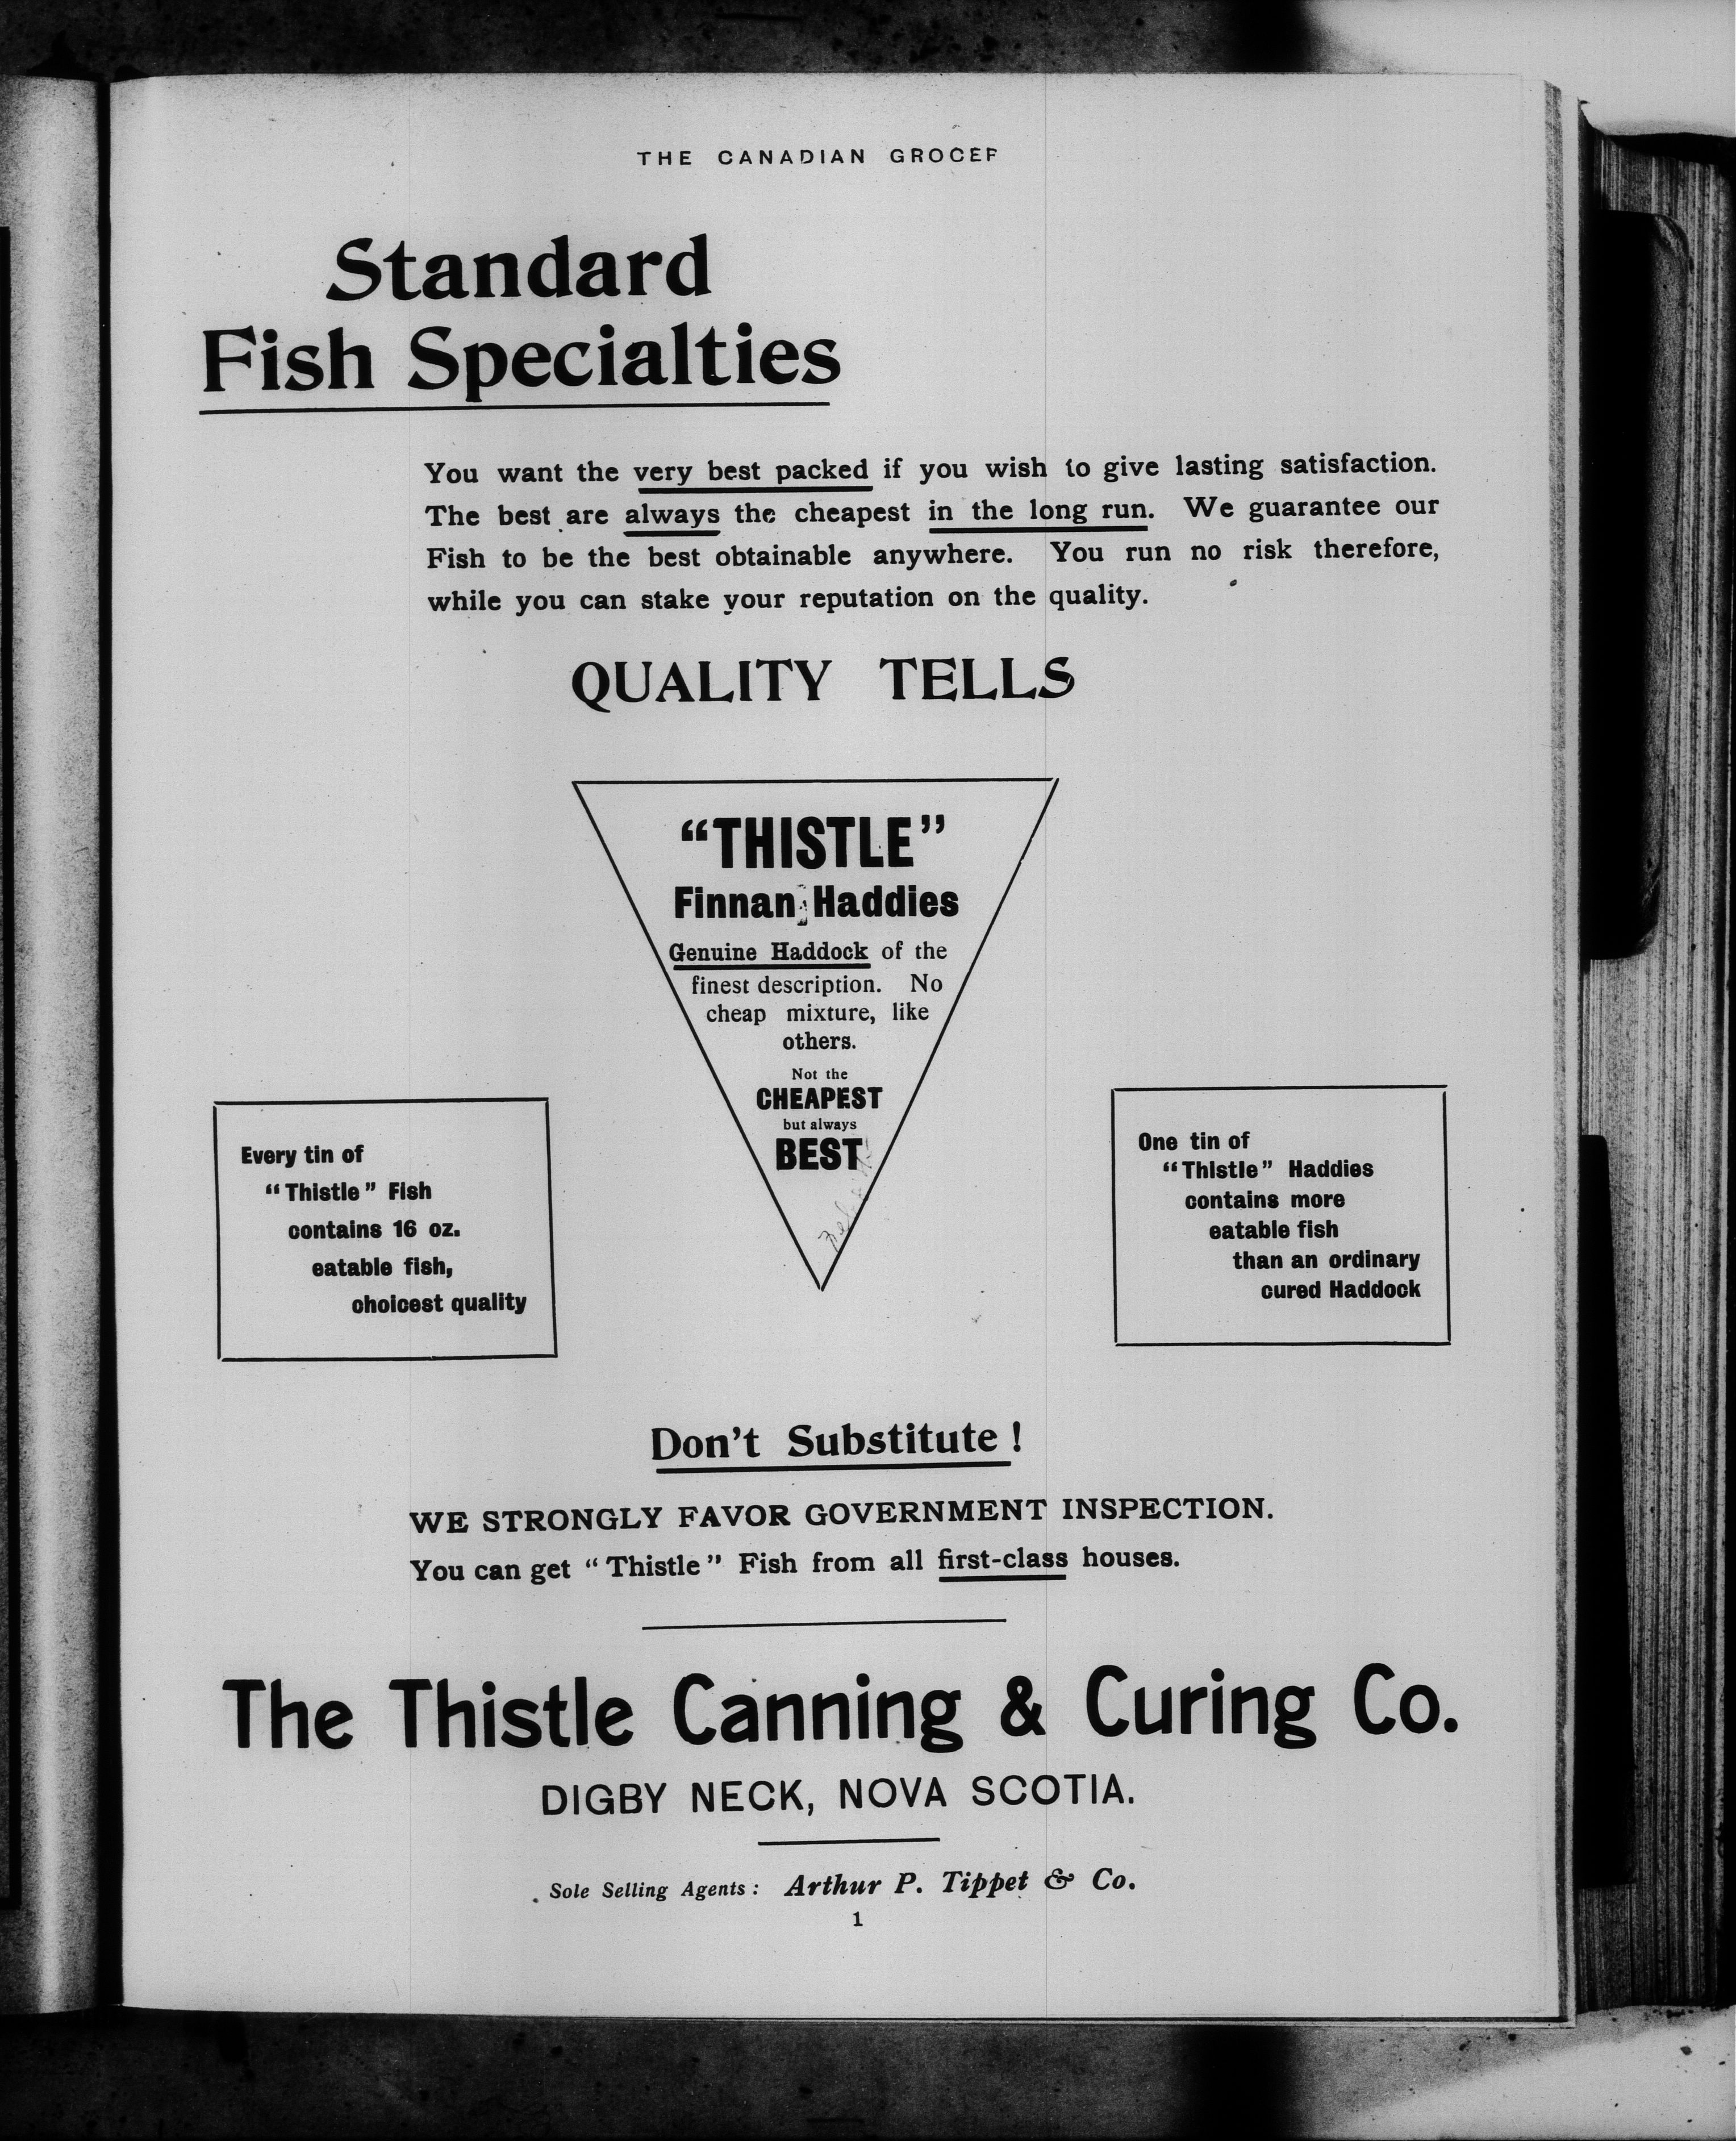 THE CANADIAN GROCER
Standard
Fish Specialties
You want the very best packed if you wish to give lasting satisfaction.
The best are always the cheapest in the long run. We guarantee our
Fish to be the best obtainable anywhere. You run no risk therefore,
while you can stake your reputation on the quality.
QUALITY TELLS
“THISTLE”
Finnan Haddies
Genuine Haddock of the
finest description. No
cheap mixture, like
others.
Not the
CHEAPEST
but always
BEST
Every tin of
“Thistle” Fish
contains 16 oz.
eatable fish,
choicest quality
One tin of
“Thistle” Haddies
contains more
eatable fish
than an ordinary
cured Haddock
Don't Substitute !
WE STRONGLY FAVOR GOVERNMENT INSPECTION.
You can get “Thistle” Fish from all first-class houses.
The Thistle Canning & Curing Co.
DIGBY NECK, NOVA SCOTIA.
Sole Selling Agents : Arthur P. Tippet & Co.
1